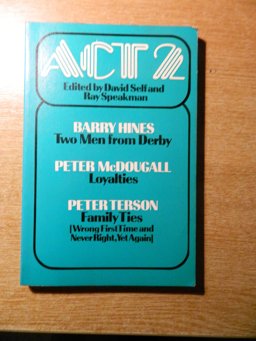 ACT 2
Edited by David Self and
Ray Speakman
BARRY HINES
Two Men from Derby
PETER McDOUGALL
Loyalties
PETER TERSON
Family Ties
[Wrong First Time and
Never Right, Yet Again]